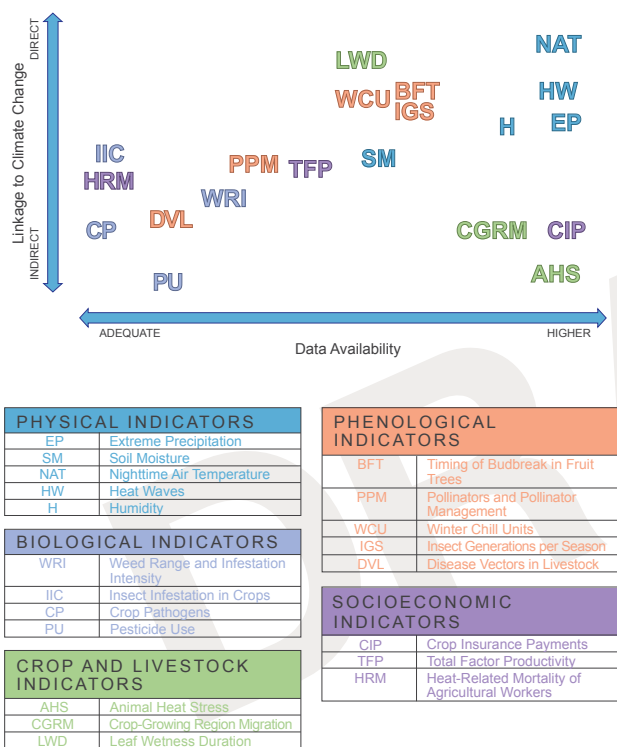 DIRECT
Linkage to Climate Change
INDIRECT
NAT
LWD
HW
BFT
WCU
IGS
H
EP
IIC
SM
PPM
TFP
HRM
WRI
DVL
CP
CGRM
CIP
PU
AHS
ADEQUATE
HIGHER
Data Availability
PHYSICAL INDICATORS
EP Extreme Precipitation
SM Soil Moisture
NAT Nighttime Air Temperature
HW Heat Waves
H Humidity
BIOLOGICAL INDICATORS
WRI Weed Range and Infestation
Intensity
IIC Insect Infestation in Crops
CP Crop Pathogens
PU Pesticide Use
CROP AND LIVESTOCK
INDICATORS
AHS Animal Heat Stress
CGRM Crop-Growing Region Migration
LWD Leaf Wetness Duration
PHENOLOGICAL
INDICATORS
BFT Timing of Budbreak in Fruit
Trees
PPM Pollinators and Pollinator
Management
WCU Winter Chill Units
IGS Insect Generations per Season
DVL Disease Vectors in Livestock
SOCIOECONOMIC
INDICATORS
CIP Crop Insurance Payments
TFP Total Factor Productivity
HRM Heat-Related Mortality of
Agricultural Workers